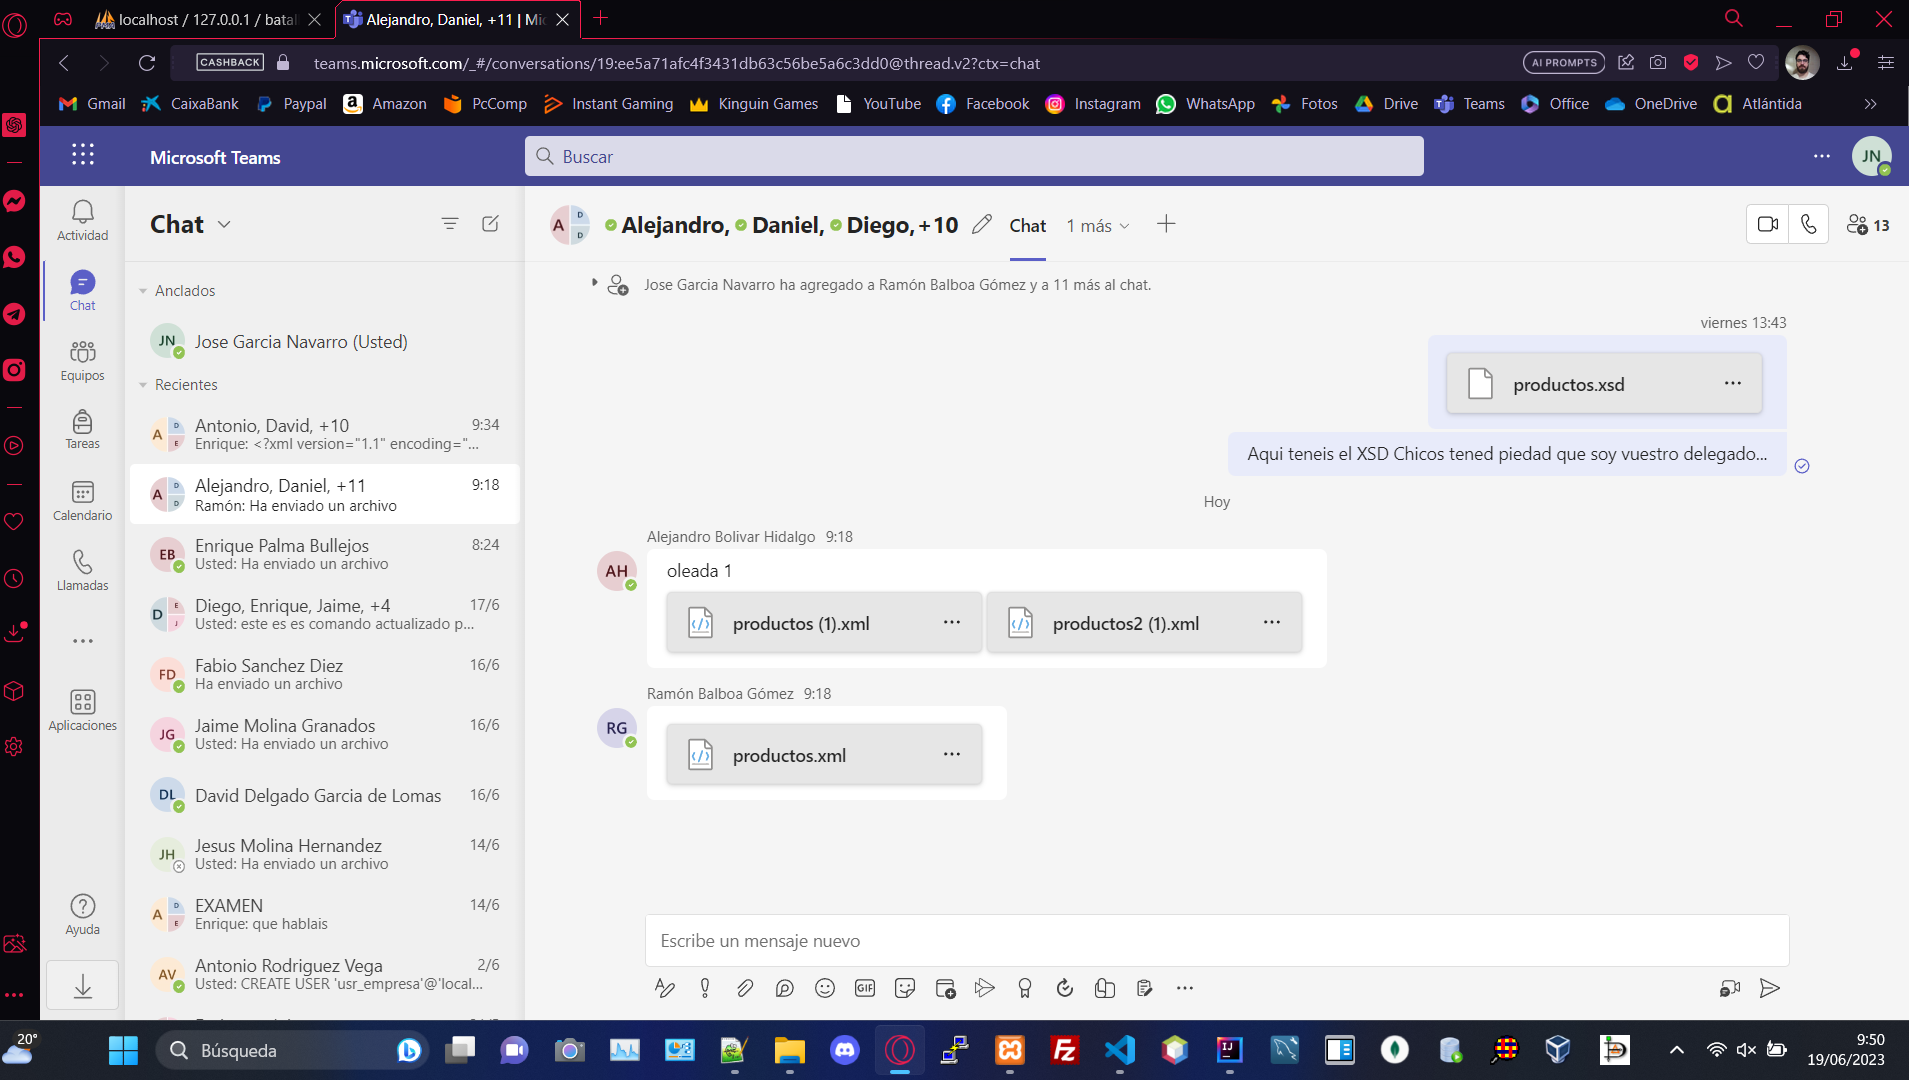 localhost / 127.0.0.1 / batal
Alejandro, Daniel, +11 | Mic
CASHBACK
teams.microsoft.com/_#/conversations/19:ee5a71afc4f3431db63c56be5a6c3dd0@thread.v2?ctx=chat
AI PROMPTS
Gmail
CaixaBank
Paypal
Amazon
PcComp
Instant Gaming
Kinguin Games
YouTube
Facebook
Instagram
WhatsApp
Fotos
Drive
Teams
Office
OneDrive
Atlántida
Microsoft Teams
Buscar
JN
Actividad
Chat
Equipos
Tareas
Calendario
Llamadas
Aplicaciones
Ayuda
Chat
Anclados
JN
Jose Garcia Navarro (Usted)
Recientes
A D E
Antonio, David, +10
9:34
Enrique: <?xml version="1.1" encoding="...
A D D
Alejandro, Daniel, +11
9:18
Ramón: Ha enviado un archivo
EB
Enrique Palma Bullejos
8:24
Usted: Ha enviado un archivo
D E J
Diego, Enrique, Jaime, +4
17/6
Usted: este es es comando actualizado p...
FD
Fabio Sanchez Diez
16/6
Ha enviado un archivo
JG
Jaime Molina Granados
16/6
Usted: Ha enviado un archivo
DL
David Delgado Garcia de Lomas
16/6
JH
Jesus Molina Hernandez
14/6
Usted: Ha enviado un archivo
A D E
EXAMEN
14/6
Enrique: que hablais
AV
Antonio Rodriguez Vega
2/6
Usted: CREATE USER 'usr_empresa'@'local...
A D D
Alejandro, Daniel, Diego, +10
Chat
1 más
13
Jose Garcia Navarro ha agregado a Ramón Balboa Gómez y a 11 más al chat.
viernes 13:43
productos.xsd
Aqui teneis el XSD Chicos tened piedad que soy vuestro delegado...
Hoy
Alejandro Bolivar Hidalgo 9:18
AH
oleada 1
productos (1).xml
productos2 (1).xml
Ramón Balboa Gómez 9:18
RG
productos.xml
Escribe un mensaje nuevo
GIF
20°
Búsqueda
9:50
19/06/2023